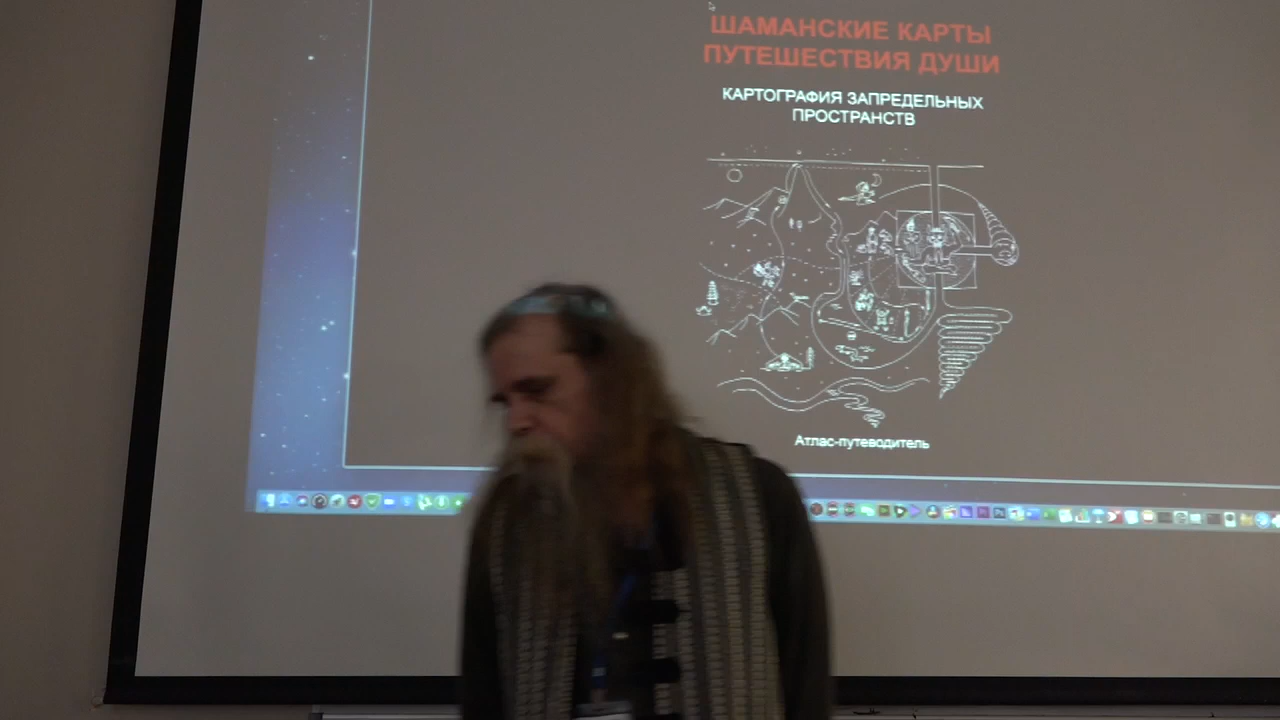 ШАМАНСКИЕ КАРТЫ
ПУТЕШЕСТВИЯ ДУШИ
КАРТОГРАФИЯ ЗАПРЕДЕЛЬНЫХ
ПРОСТРАНСТВ
Атлас-путеводитель